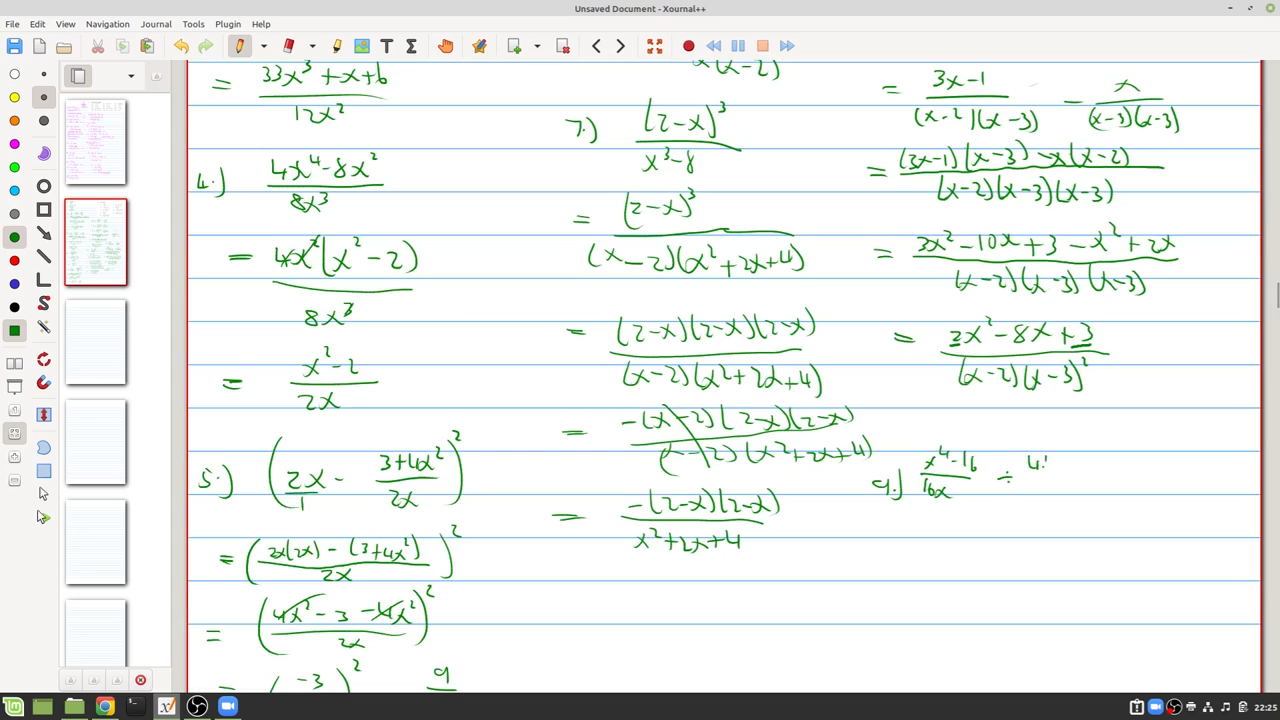 Unsaved Document - Xournal++
File Edit View Navigation Journal Tools Plugin Help
= 33x³ + x + 6 / 12x²
4.) 4x⁴ - 8x² / 8x³
= 4x²(x² - 2) / 8x³
= x² - 2 / 2x
5.) (2x/1 - 3+4x²/2x)²
= (2x(2x) - (3+4x²) / 2x)²
= (4x² - 3 - 4x² / 2x)²
= (-3 )² 9
x(x-2)
7.) (2-x)³ / x³-8
= (2-x)³ / (x-2)(x²+2x+4)
= (2-x)(2-x)(2-x) / (x-2)(x²+2x+4)
= -(x-2)(2-x)(2-x) / (x-2)(x²+2x+4)
= -(2-x)(2-x) / x²+2x+4
= 3x-1 / (x-2)(x-3) - x / (x-3)(x-3)
= (3x-1)(x-3) - x(x-2) / (x-2)(x-3)(x-3)
= 3x² - 10x + 3 - x² + 2x / (x-2)(x-3)(x-3)
= 2x² - 8x + 3 / (x-2)(x-3)²
9.) x⁴-16 / 16x ÷ 4
22:25